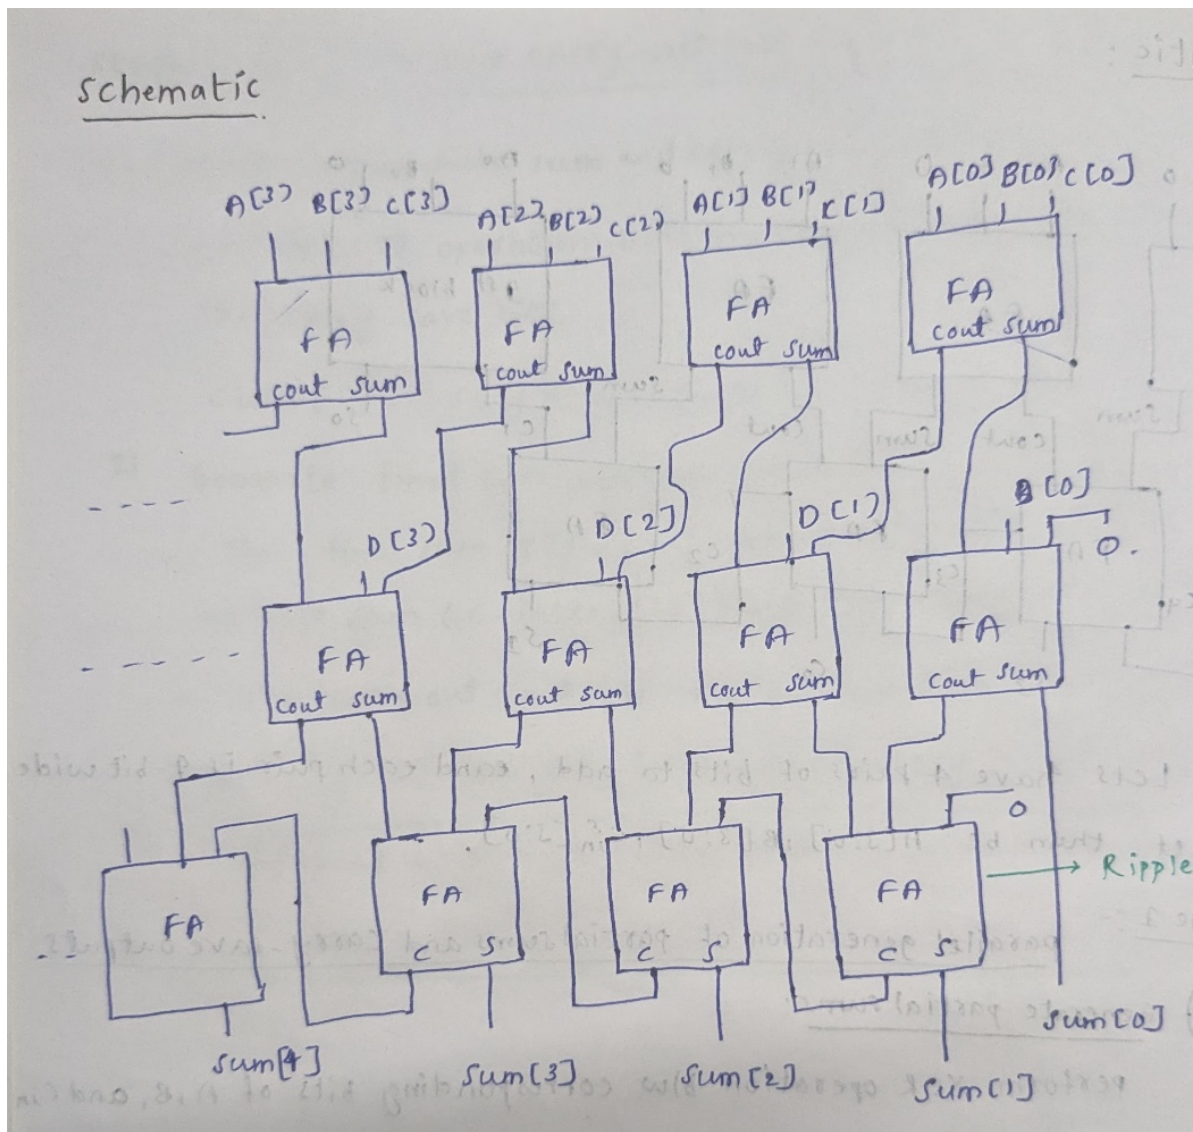 schematic
A[3] B[3] C[3] A[2] B[2] C[2] A[1] B[1] C[1] A[0] B[0] C[0]
FA FA FA FA
cout sum cout sum cout sum cout sum
D[3] D[2] D[1] [0]
0.
FA FA FA FA
cout sum cout sum cout sum cout sum
0
FA FA FA FA → Ripple
C S C S C S
sum[4] sum[3] sum[2] sum[1] sum[0]